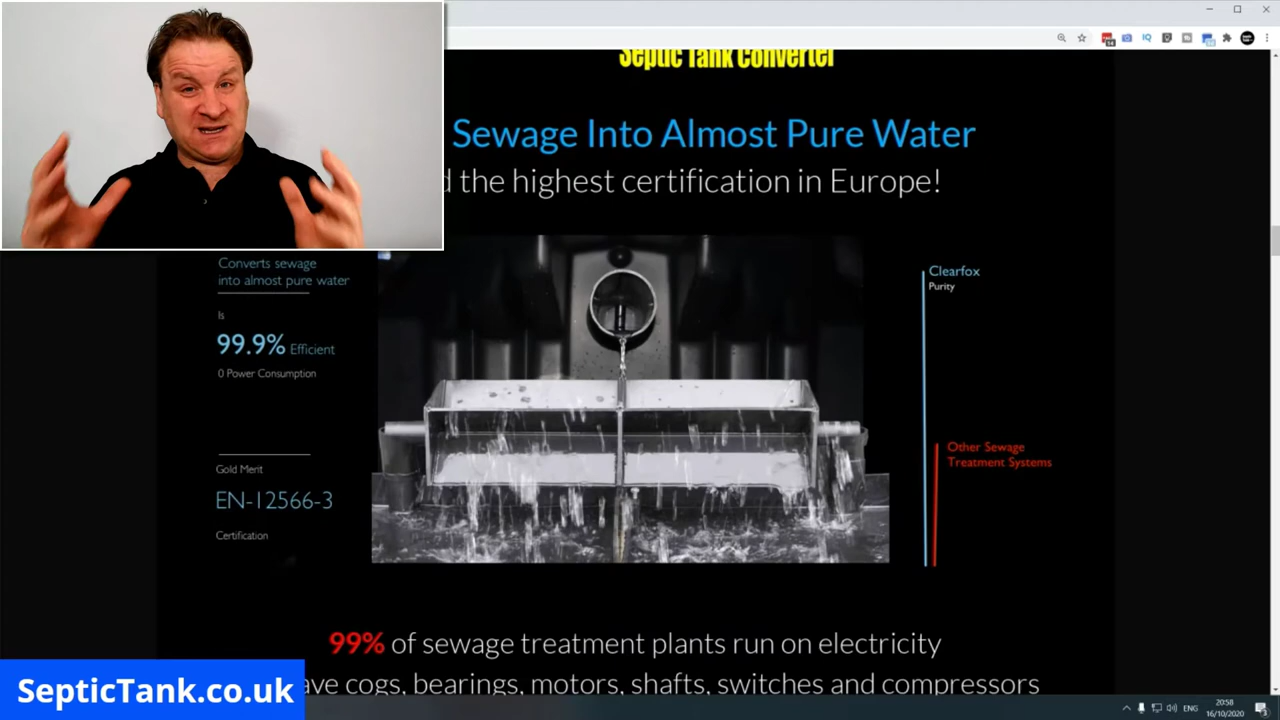 Septic Tank Converter
Sewage Into Almost Pure Water
the highest certification in Europe!
Converts sewage
into almost pure water
Is
99.9% Efficient
0 Power Consumption
Gold Merit
EN-12566-3
Certification
Clearfox
Purity
Other Sewage
Treatment Systems
99% of sewage treatment plants run on electricity
ave cogs, bearings, motors, shafts, switches and compressors
SepticTank.co.uk
ENG
20:58
16/10/2020